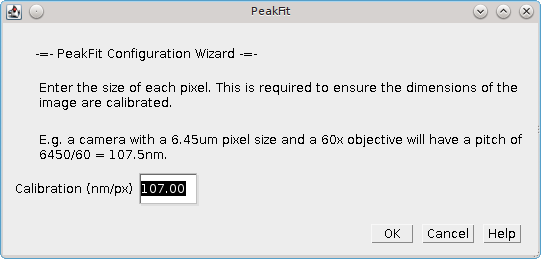 PeakFit
-=- PeakFit Configuration Wizard -=-
Enter the size of each pixel. This is required to ensure the dimensions of the
image are calibrated.
E.g. a camera with a 6.45um pixel size and a 60x objective will have a pitch of
6450/60 = 107.5nm.
Calibration (nm/px) 107.00
OK Cancel Help